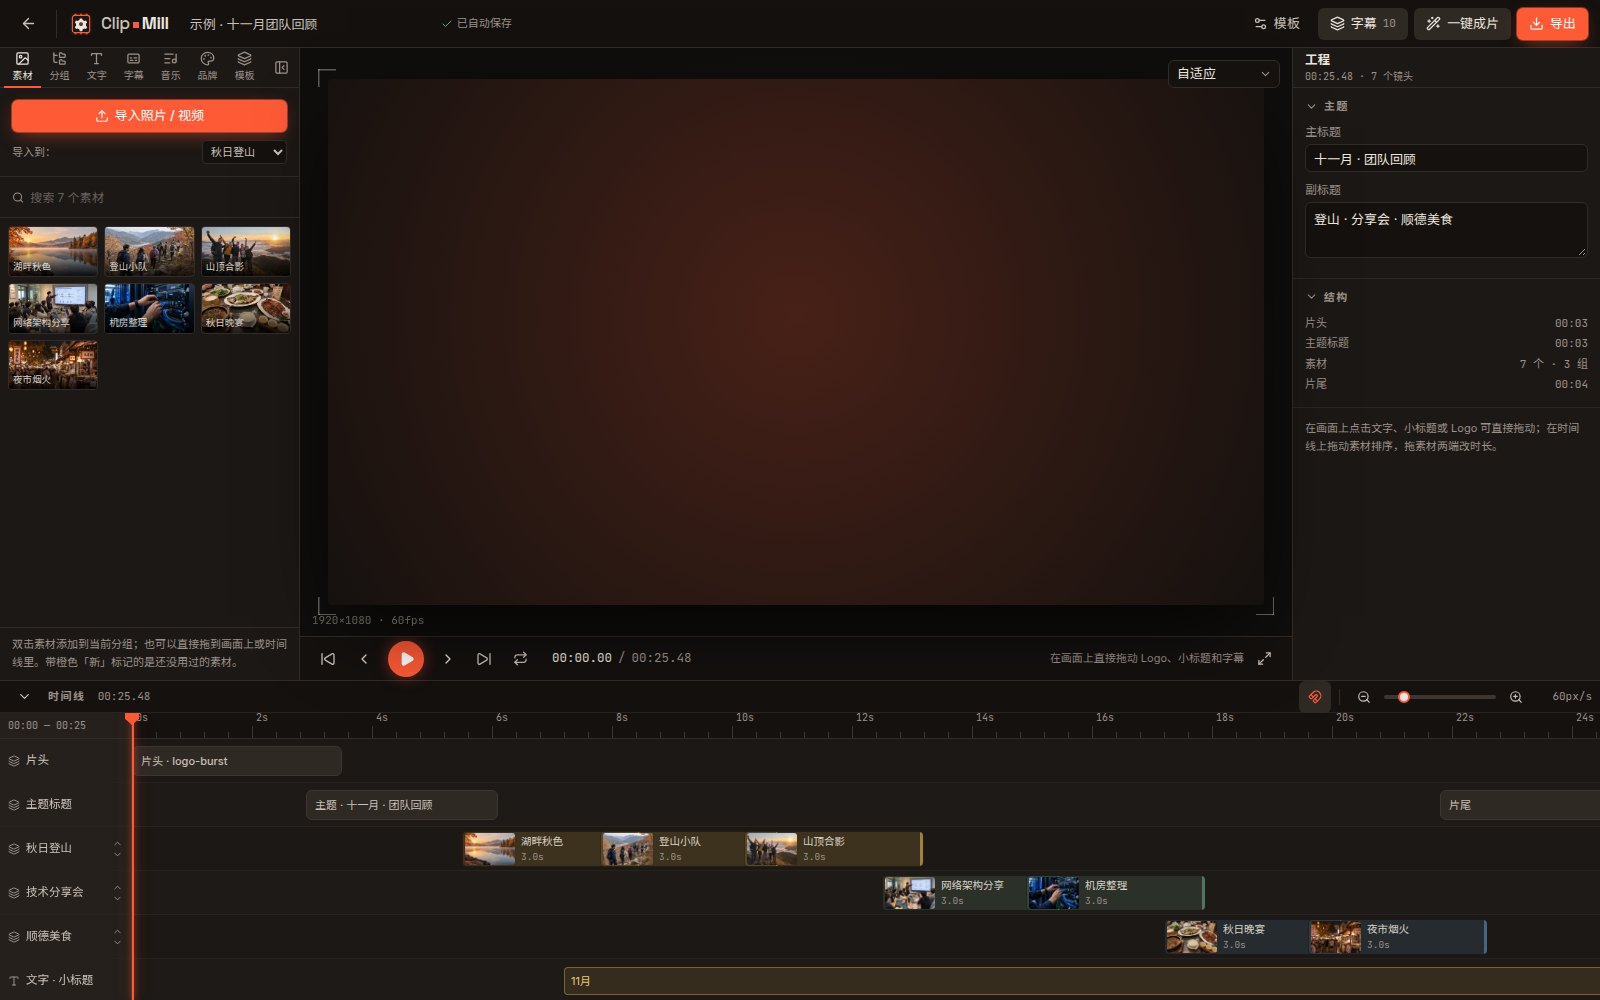 Clip Mill
示例 · 十一月团队回顾
已自动保存
模板
字幕 10
一键成片
导出
素材 分组 文字 字幕 音乐 品牌 模板
导入照片 / 视频
导入到:
秋日登山
搜索 7 个素材
湖畔秋色 登山小队 山顶合影
网络架构分享 机房整理 秋日晚宴
夜市烟火
双击素材添加到当前分组；也可以直接拖到画面上或时间
线里。带橙色「新」标记的是还没用过的素材。
自适应
1920×1080 · 60fps
00:00.00 / 00:25.48
在画面上直接拖动 Logo、小标题和字幕
工程
00:25.48 · 7 个镜头
主题
主标题
十一月 · 团队回顾
副标题
登山 · 分享会 · 顺德美食
结构
片头 00:03
主题标题 00:03
素材 7 个 · 3 组
片尾 00:04
在画面上点击文字、小标题或 Logo 可直接拖动；在时间
线上拖动素材排序，拖素材两端改时长。
时间线 00:25.48
60px/s
00:00 — 00:25
0s 2s 4s 6s 8s 10s 12s 14s 16s 18s 20s 22s 24s
片头
片头 · logo-burst
主题标题
主题 · 十一月 · 团队回顾
片尾
秋日登山
湖畔秋色 3.0s
登山小队 3.0s
山顶合影 3.0s
技术分享会
网络架构分享 3.0s
机房整理 3.0s
顺德美食
秋日晚宴 3.0s
夜市烟火 3.0s
文字 · 小标题
11月